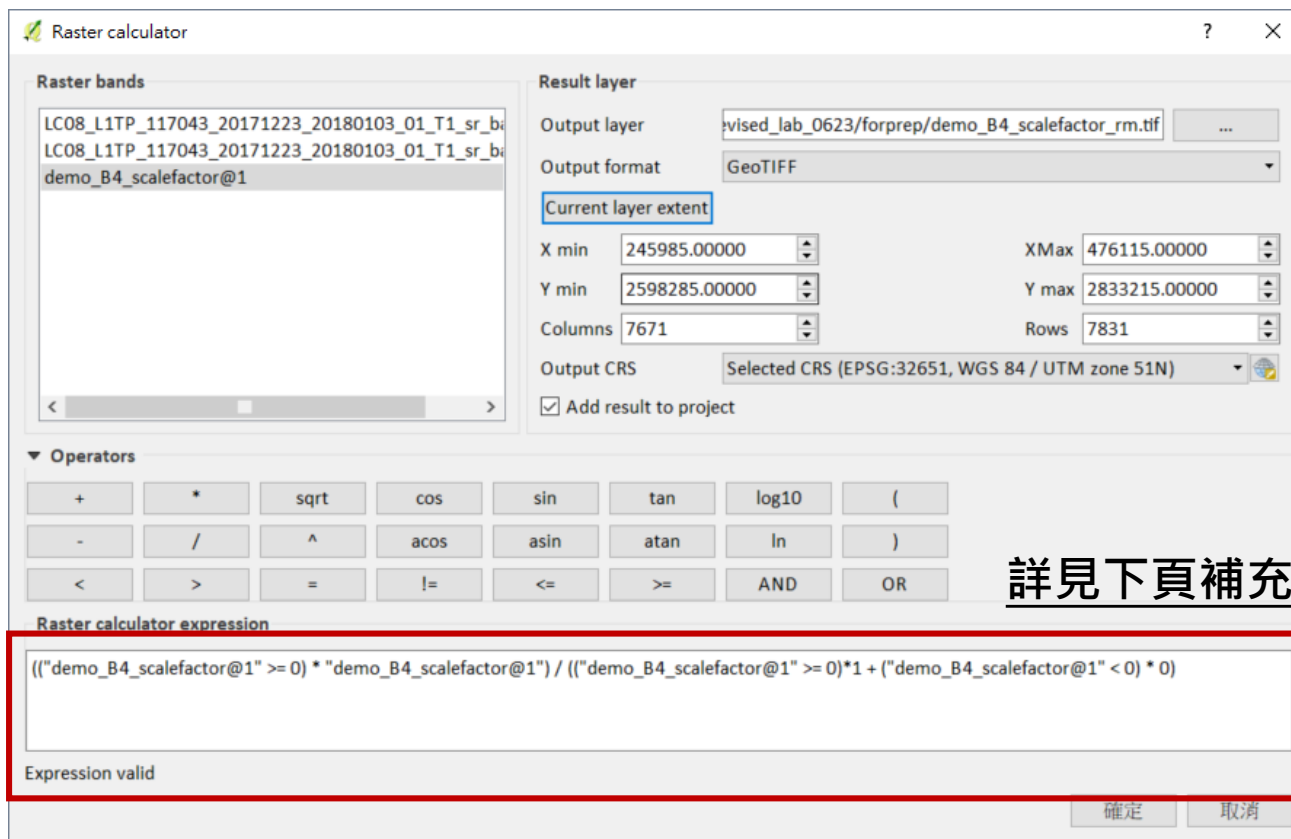 Raster calculator
?
Raster bands
LC08_L1TP_117043_20171223_20180103_01_T1_sr_ba
LC08_L1TP_117043_20171223_20180103_01_T1_sr_ba
demo_B4_scalefactor@1
Result layer
Output layer evised_lab_0623/forprep/demo_B4_scalefactor_rm.tif ...
Output format GeoTIFF
Current layer extent
X min 245985.00000 XMax 476115.00000
Y min 2598285.00000 Y max 2833215.00000
Columns 7671 Rows 7831
Output CRS Selected CRS (EPSG:32651, WGS 84 / UTM zone 51N)
Add result to project
Operators
+ * sqrt cos sin tan log10 (
- / ^ acos asin atan ln )
< > = != <= >= AND OR
詳見下頁補充
Raster calculator expression
(("demo_B4_scalefactor@1" >= 0) * "demo_B4_scalefactor@1") / (("demo_B4_scalefactor@1" >= 0)*1 + ("demo_B4_scalefactor@1" < 0) * 0)
Expression valid
確定 取消